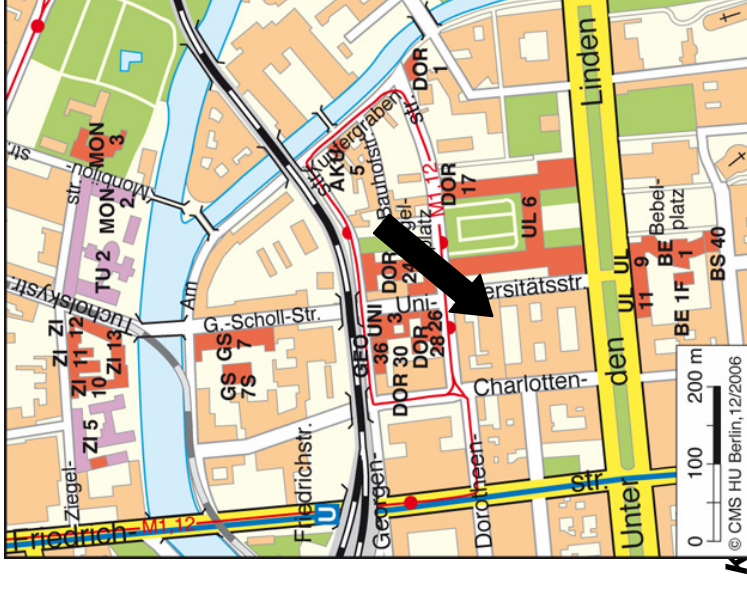 DOR
1
Linden
str.
MON
3
Kupfergraben
str.
AKU
5
Bauhofstr.
DOR
17
M1,12
Monbijou-
str.
MON
2
TU 2
UL 6
Bebel-
platz
gel-
platz
DOR
24
Am
Tucholskystr.
G.-Scholl-Str.
Uni-
ersitätsstr.
UL
9
UL
11
BE
1
BE 1F
BS 40
ZI
12
ZI
11
ZI 13
ZI
10
GS
7
GS
7S
GEO
36
UNI
3
DOR 30
DOR
28
26
Charlotten-
den
ZI 5
Ziegel-
Friedrichstr.
Georgen-
Dorotheen-
str.
Unter
Friedrich-
M1,12
U
0 100 200 m
© CMS HU Berlin,12/2006
K